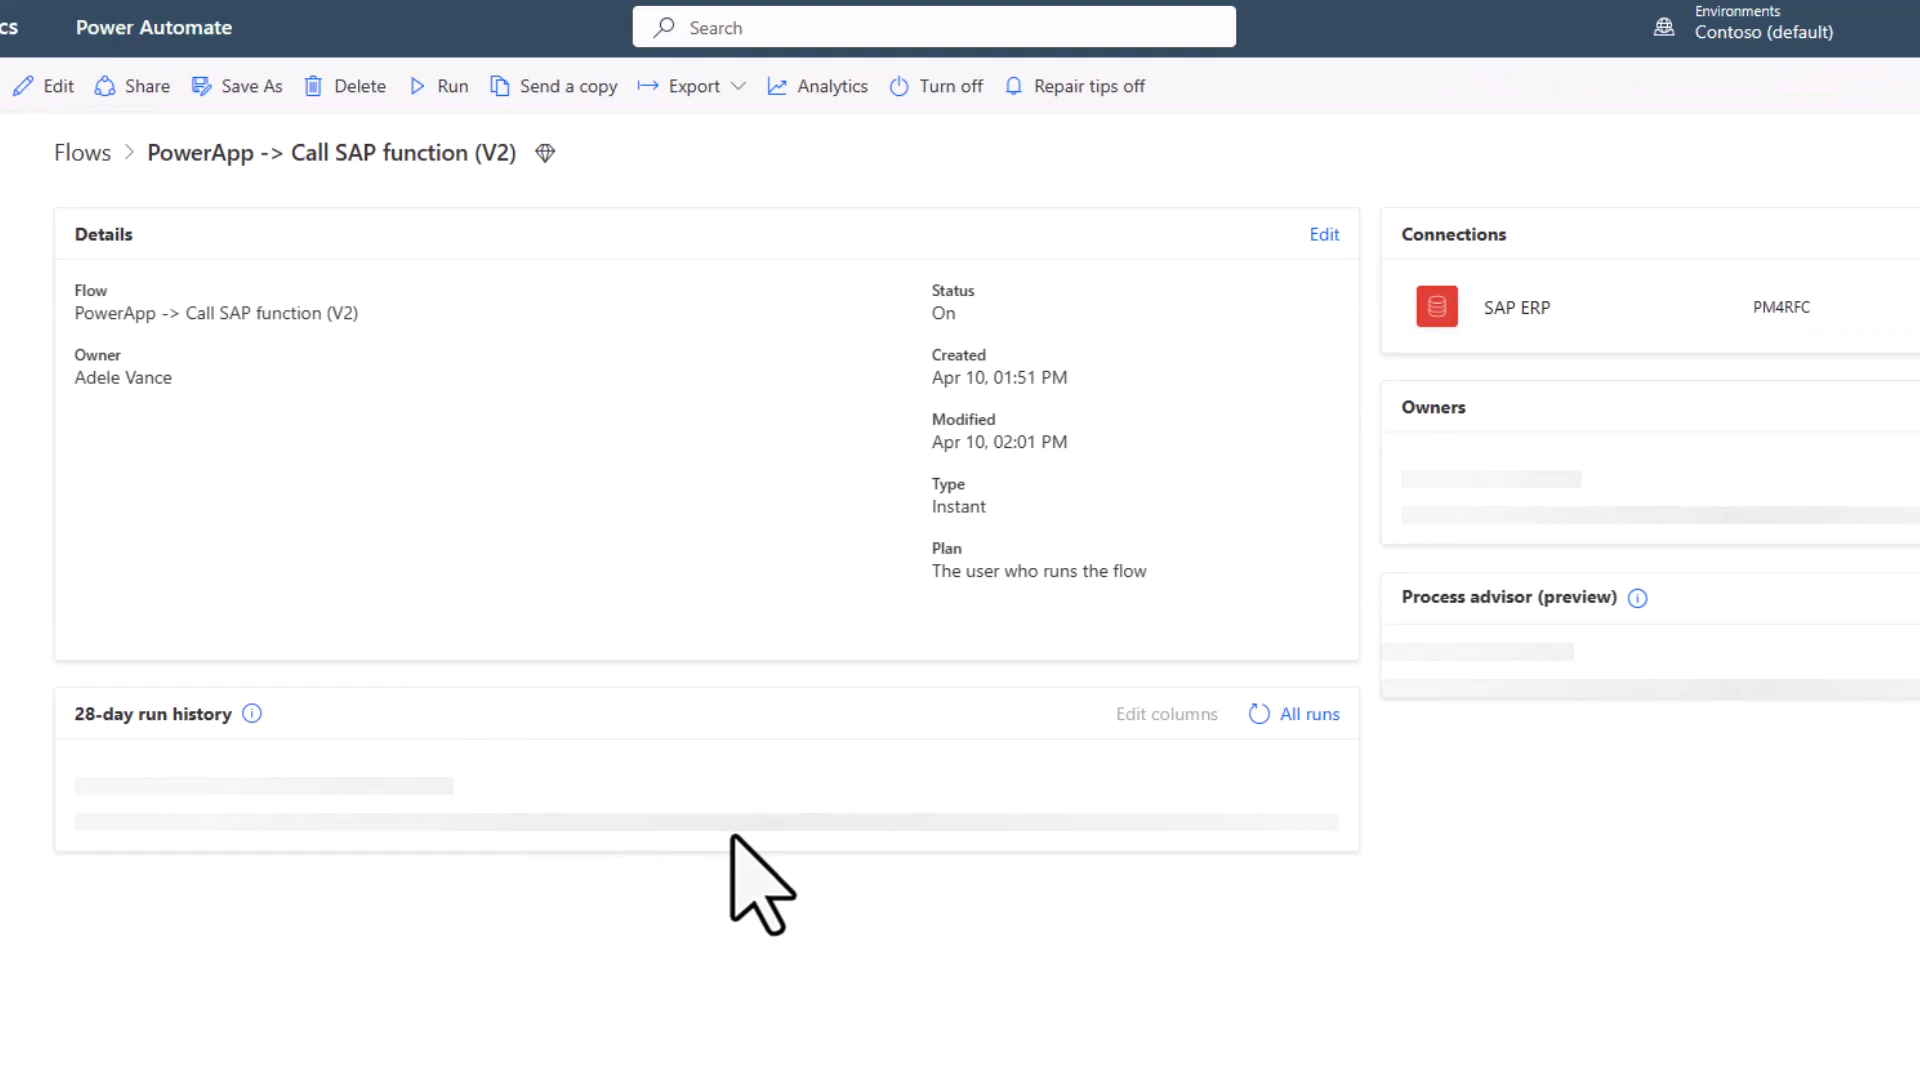 cs
Power Automate
Search
Environments
Contoso (default)
Edit
Share
Save As
Delete
Run
Send a copy
Export
Analytics
Turn off
Repair tips off
Flows > PowerApp -> Call SAP function (V2)
Details
Edit
Flow
PowerApp -> Call SAP function (V2)
Owner
Adele Vance
Status
On
Created
Apr 10, 01:51 PM
Modified
Apr 10, 02:01 PM
Type
Instant
Plan
The user who runs the flow
Connections
SAP ERP
PM4RFC
Owners
Process advisor (preview)
28-day run history
Edit columns
All runs